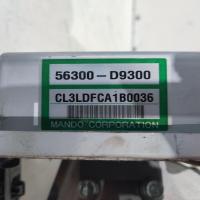 56300-D9300
CL3LDFCA1B0036
MANDO CORPORATION